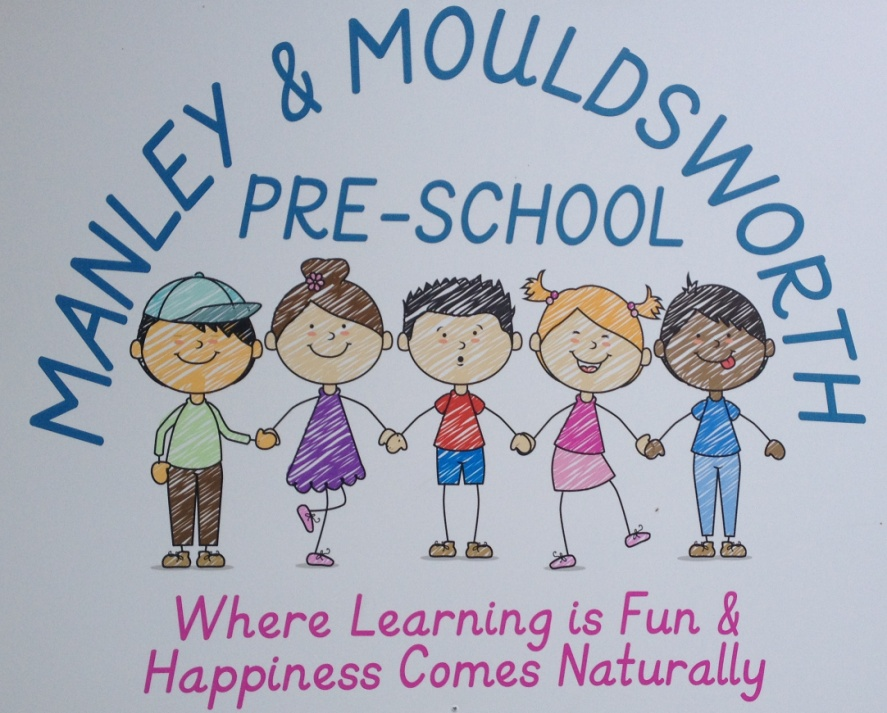 MANLEY & MOULDSWORTH
PRE-SCHOOL
Where Learning is Fun &
Happiness Comes Naturally